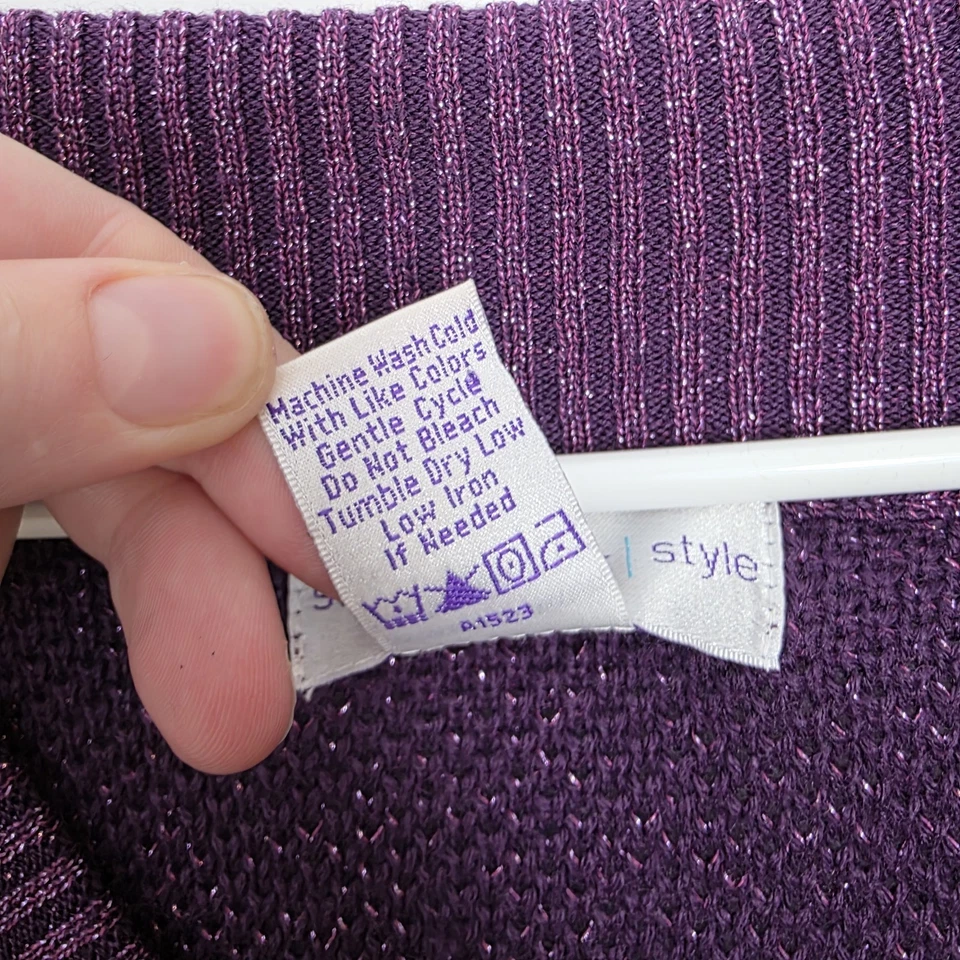 Machine Wash Cold
With Like Colors
Gentle Cycle
Do Not Bleach
Tumble Dry Low
Low Iron
If Needed
A1523
style